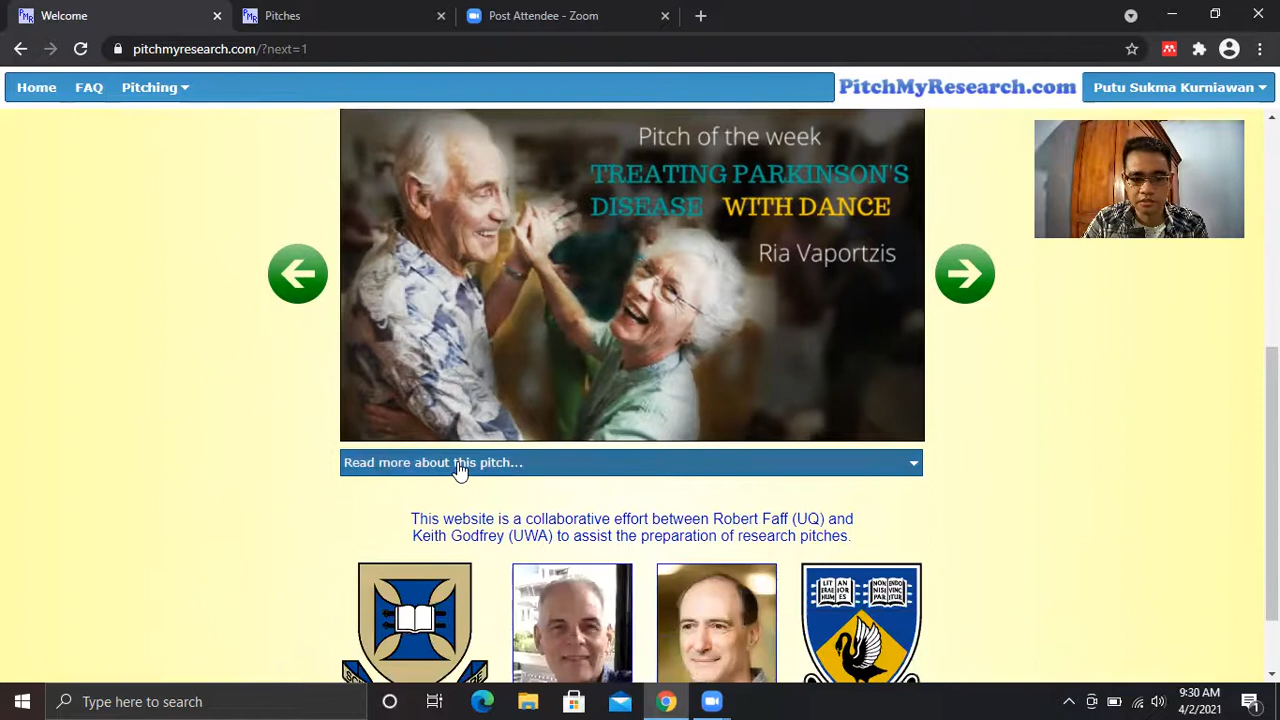 Welcome
Pitches
Post Attendee - Zoom
pitchmyresearch.com/?next=1
Home
FAQ
Pitching
PitchMyResearch.com
Putu Sukma Kurniawan
Pitch of the week
TREATING PARKINSON'S
DISEASE WITH DANCE
Ria Vaportzis
Read more about this pitch...
This website is a collaborative effort between Robert Faff (UQ) and
Keith Godfrey (UWA) to assist the preparation of research pitches.
Type here to search
9:30 AM
4/2/2021